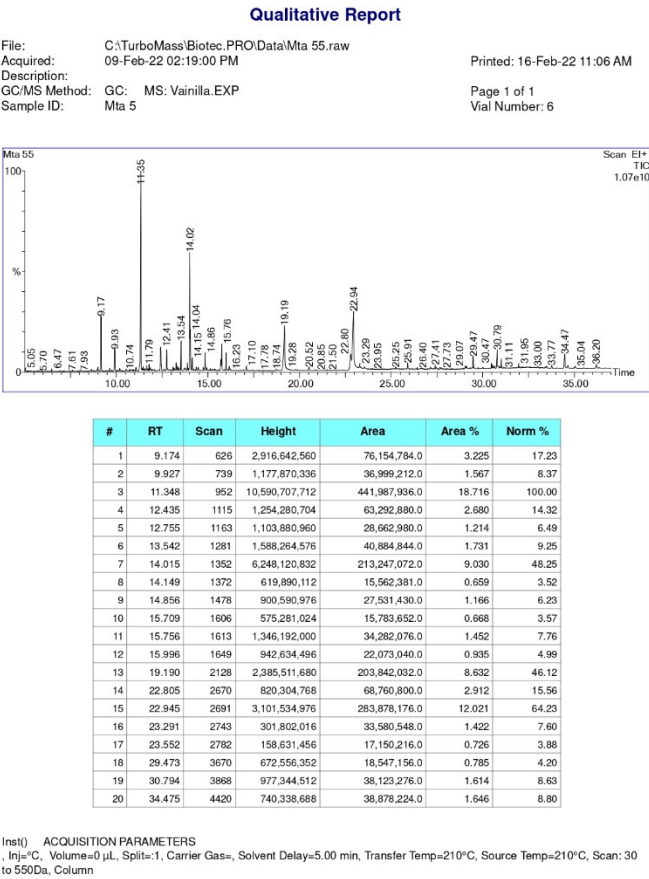 Qualitative Report
File: C:\TurboMass\Biotec.PRO\Data\Mta 55.raw
Acquired: 09-Feb-22 02:19:00 PM Printed: 16-Feb-22 11:06 AM
Description:
GC/MS Method: GC: MS: Vainilla.EXP Page 1 of 1
Sample ID: Mta 5 Vial Number: 6
Mta 55 Scan EI+
TIC
1.07e10
100
%
0
5.05 5.70 6.47 7.61 7.93 9.17 9.93 10.74 11.35 11.79 12.41 13.54 14.02 14.04 14.15 14.86 15.76 16.23 17.10 17.78 18.74 19.19 19.28 20.52 20.85 21.50 22.80 22.94 23.29 23.95 25.25 25.91 26.40 27.41 27.73 29.07 29.47 30.47 30.79 31.11 31.95 33.00 33.77 34.47 35.04 36.20
10.00 15.00 20.00 25.00 30.00 35.00 Time
# RT Scan Height Area Area % Norm %
1 9.174 626 2,916,642,560 76,154,784.0 3.225 17.23
2 9.927 739 1,177,870,336 36,999,212.0 1.567 8.37
3 11.348 952 10,590,707,712 441,987,936.0 18.716 100.00
4 12.435 1115 1,254,280,704 63,292,880.0 2.680 14.32
5 12.755 1163 1,103,880,960 28,662,980.0 1.214 6.49
6 13.542 1281 1,588,264,576 40,884,844.0 1.731 9.25
7 14.015 1352 6,248,120,832 213,247,072.0 9.030 48.25
8 14.149 1372 619,890,112 15,562,381.0 0.659 3.52
9 14.856 1478 900,590,976 27,531,430.0 1.166 6.23
10 15.709 1606 575,281,024 15,783,652.0 0.668 3.57
11 15.756 1613 1,346,192,000 34,282,076.0 1.452 7.76
12 15.996 1649 942,634,496 22,073,040.0 0.935 4.99
13 19.190 2128 2,385,511,680 203,842,032.0 8.632 46.12
14 22.805 2670 820,304,768 68,760,800.0 2.912 15.56
15 22.945 2691 3,101,534,976 283,878,176.0 12.021 64.23
16 23.291 2743 301,802,016 33,580,548.0 1.422 7.60
17 23.552 2782 158,631,456 17,150,216.0 0.726 3.88
18 29.473 3670 672,556,352 18,547,156.0 0.785 4.20
19 30.794 3868 977,344,512 38,123,276.0 1.614 8.63
20 34.475 4420 740,338,688 38,878,224.0 1.646 8.80
Inst() ACQUISITION PARAMETERS
, Inj=°C, Volume=0 µL, Split=:1, Carrier Gas=, Solvent Delay=5.00 min, Transfer Temp=210°C, Source Temp=210°C, Scan: 30
to 550Da, Column